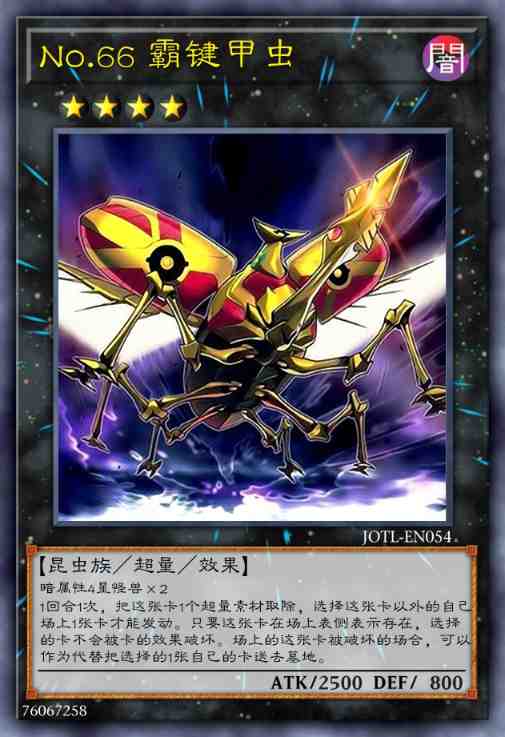 No.66 霸键甲虫
闇
JOTL-EN054
【昆虫族／超量／效果】
暗属性4星怪兽×2
1回合1次，把这张卡1个超量素材取除，选择这张卡以外的自己
场上1张卡才能发动。只要这张卡在场上表侧表示存在，选择
的卡不会被卡的效果破坏。场上的这张卡被破坏的场合，可以
作为代替把选择的1张自己的卡送去墓地。
ATK/2500 DEF/ 800
76067258